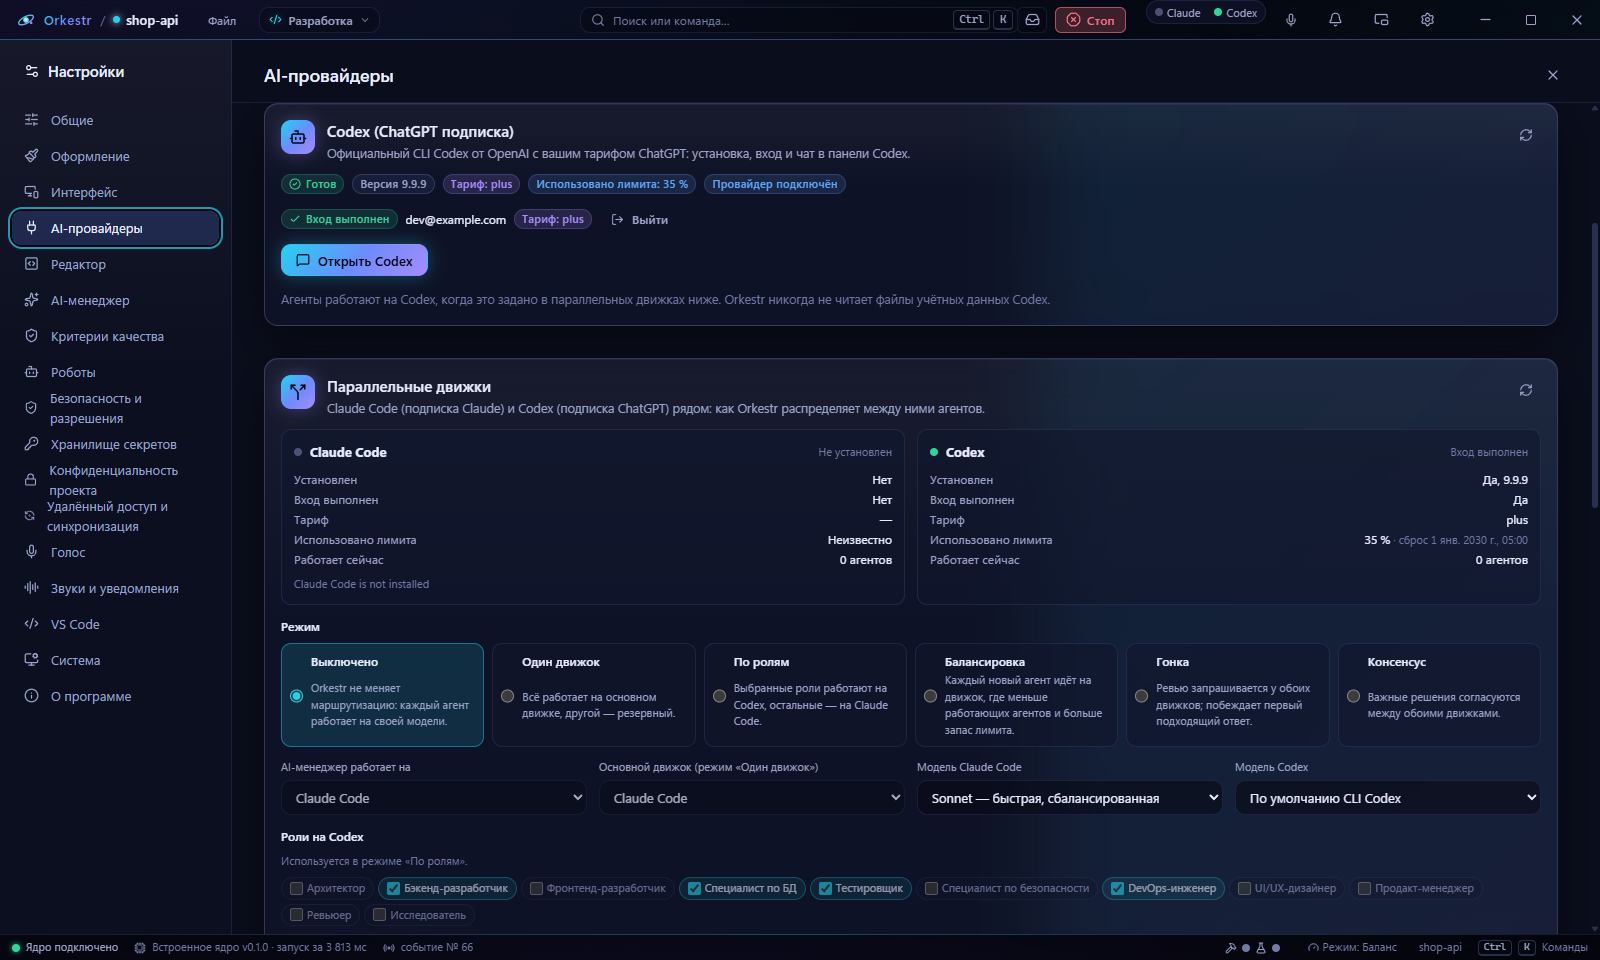 Orkestr / shop-api
Файл
Разработка
Поиск или команда...
Ctrl K
Стоп
Claude Codex
Настройки
Общие
Оформление
Интерфейс
AI-провайдеры
Редактор
AI-менеджер
Критерии качества
Роботы
Безопасность и
разрешения
Хранилище секретов
Конфиденциальность
проекта
Удалённый доступ и
синхронизация
Голос
Звуки и уведомления
VS Code
Система
О программе
AI-провайдеры
Codex (ChatGPT подписка)
Официальный CLI Codex от OpenAI с вашим тарифом ChatGPT: установка, вход и чат в панели Codex.
Готов Версия 9.9.9 Тариф: plus Использовано лимита: 35 % Провайдер подключён
Вход выполнен dev@example.com Тариф: plus Выйти
Открыть Codex
Агенты работают на Codex, когда это задано в параллельных движках ниже. Orkestr никогда не читает файлы учётных данных Codex.
Параллельные движки
Claude Code (подписка Claude) и Codex (подписка ChatGPT) рядом: как Orkestr распределяет между ними агентов.
Claude Code Не установлен
Установлен Нет
Вход выполнен Нет
Тариф —
Использовано лимита Неизвестно
Работает сейчас 0 агентов
Claude Code is not installed
Codex Вход выполнен
Установлен Да, 9.9.9
Вход выполнен Да
Тариф plus
Использовано лимита 35 % · сброс 1 янв. 2030 г., 05:00
Работает сейчас 0 агентов
Режим
Выключено
Orkestr не меняет
маршрутизацию: каждый агент
работает на своей модели.
Один движок
Всё работает на основном
движке, другой — резервный.
По ролям
Выбранные роли работают на
Codex, остальные — на Claude
Code.
Балансировка
Каждый новый агент идёт на
движок, где меньше
работающих агентов и больше
запас лимита.
Гонка
Ревью запрашивается у обоих
движков; побеждает первый
подходящий ответ.
Консенсус
Важные решения согласуются
между обоими движками.
AI-менеджер работает на
Claude Code
Основной движок (режим «Один движок»)
Claude Code
Модель Claude Code
Sonnet — быстрая, сбалансированная
Модель Codex
По умолчанию CLI Codex
Роли на Codex
Используется в режиме «По ролям».
Архитектор Бэкенд-разработчик Фронтенд-разработчик Специалист по БД Тестировщик Специалист по безопасности DevOps-инженер UI/UX-дизайнер Продакт-менеджер
Ревьюер Исследователь
Ядро подключено Встроенное ядро v0.1.0 · запуск за 3 813 мс событие № 66 Режим: Баланс shop-api Ctrl K Команды